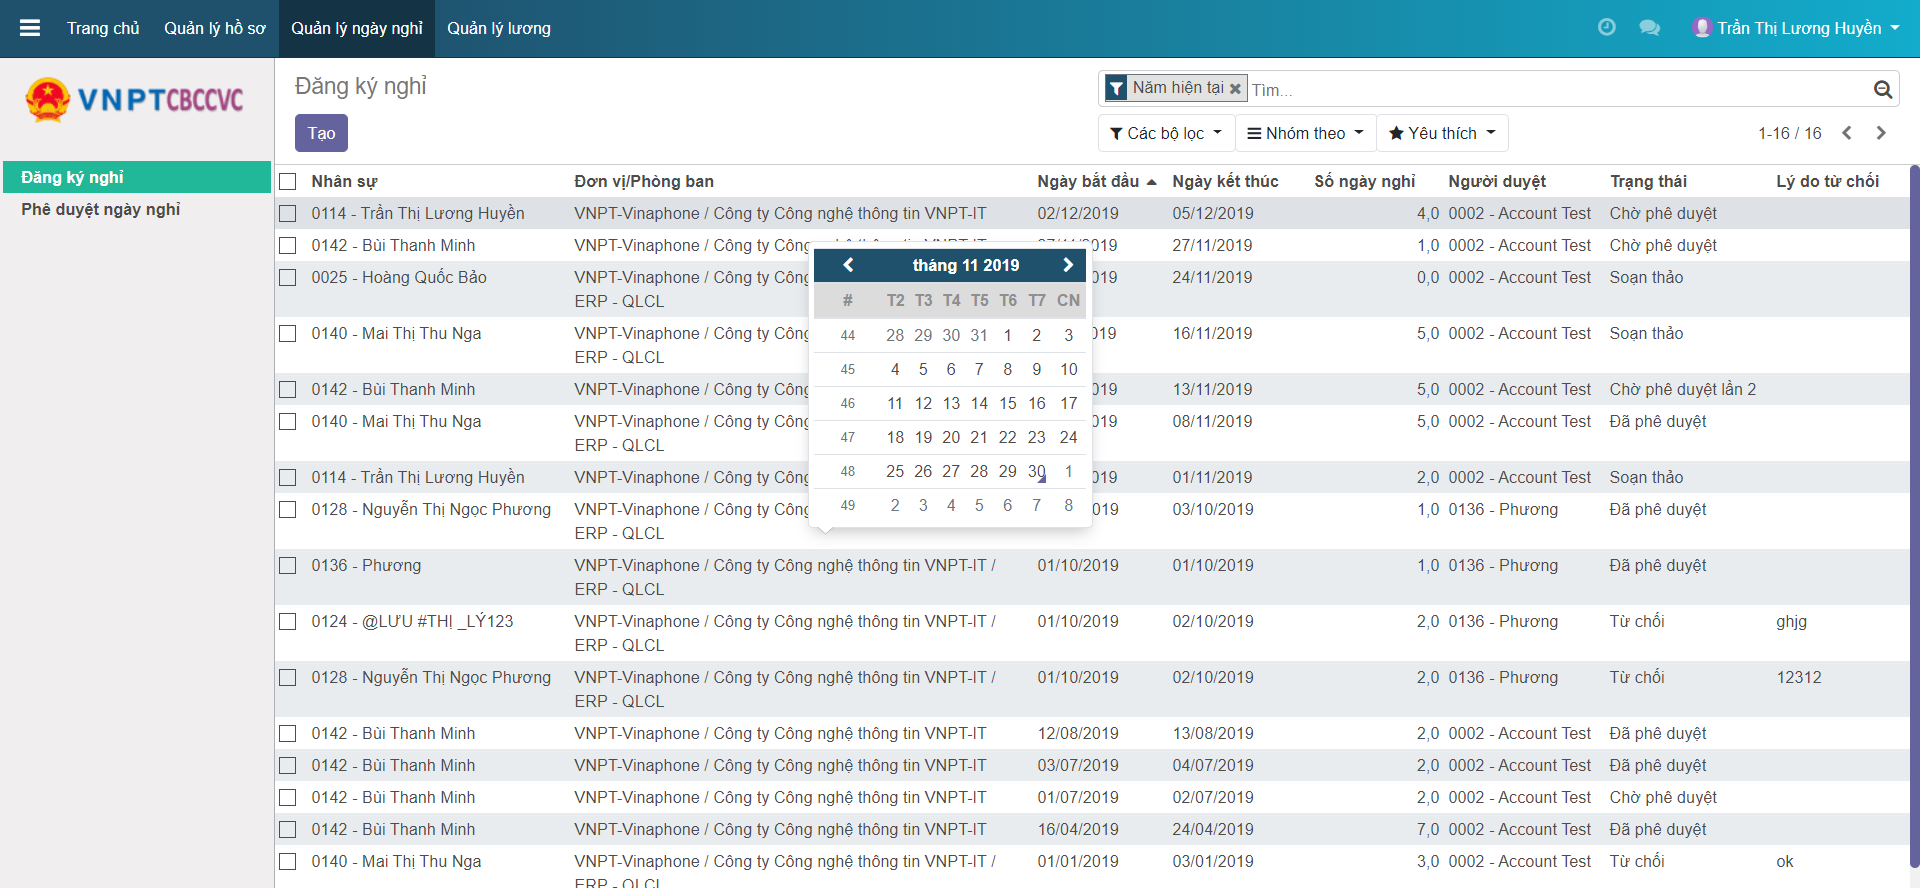 Trang chủ Quản lý hồ sơ Quản lý ngày nghỉ Quản lý lương Trần Thị Lương Huyền
VNPT CBCCVC
Đăng ký nghỉ
Phê duyệt ngày nghỉ
Đăng ký nghỉ
Năm hiện tại Tìm...
Tạo
Các bộ lọc Nhóm theo Yêu thích 1-16 / 16
Nhân sự Đơn vị/Phòng ban Ngày bắt đầu Ngày kết thúc Số ngày nghỉ Người duyệt Trạng thái Lý do từ chối
0114 - Trần Thị Lương Huyền VNPT-Vinaphone / Công ty Công nghệ thông tin VNPT-IT 02/12/2019 05/12/2019 4,0 0002 - Account Test Chờ phê duyệt
0142 - Bùi Thanh Minh VNPT-Vinaphone / Công ty Công 27/11/2019 1,0 0002 - Account Test Chờ phê duyệt
0025 - Hoàng Quốc Bảo VNPT-Vinaphone / Công ty Công 24/11/2019 0,0 0002 - Account Test Soạn thảo
ERP - QLCL
0140 - Mai Thị Thu Nga VNPT-Vinaphone / Công ty Công 019 16/11/2019 5,0 0002 - Account Test Soạn thảo
ERP - QLCL
0142 - Bùi Thanh Minh VNPT-Vinaphone / Công ty Công 019 13/11/2019 5,0 0002 - Account Test Chờ phê duyệt lần 2
0140 - Mai Thị Thu Nga VNPT-Vinaphone / Công ty Công 019 08/11/2019 5,0 0002 - Account Test Đã phê duyệt
ERP - QLCL
0114 - Trần Thị Lương Huyền VNPT-Vinaphone / Công ty Công 019 01/11/2019 2,0 0002 - Account Test Soạn thảo
0128 - Nguyễn Thị Ngọc Phương VNPT-Vinaphone / Công ty Công 019 03/10/2019 1,0 0136 - Phương Đã phê duyệt
ERP - QLCL
tháng 11 2019
# T2 T3 T4 T5 T6 T7 CN
44 28 29 30 31 1 2 3
45 4 5 6 7 8 9 10
46 11 12 13 14 15 16 17
47 18 19 20 21 22 23 24
48 25 26 27 28 29 30 1
49 2 3 4 5 6 7 8
0136 - Phương VNPT-Vinaphone / Công ty Công nghệ thông tin VNPT-IT / 01/10/2019 01/10/2019 1,0 0136 - Phương Đã phê duyệt
ERP - QLCL
0124 - @LƯU #THỊ _LÝ123 VNPT-Vinaphone / Công ty Công nghệ thông tin VNPT-IT / 01/10/2019 02/10/2019 2,0 0136 - Phương Từ chối ghjg
ERP - QLCL
0128 - Nguyễn Thị Ngọc Phương VNPT-Vinaphone / Công ty Công nghệ thông tin VNPT-IT / 01/10/2019 02/10/2019 2,0 0136 - Phương Từ chối 12312
ERP - QLCL
0142 - Bùi Thanh Minh VNPT-Vinaphone / Công ty Công nghệ thông tin VNPT-IT 12/08/2019 13/08/2019 2,0 0002 - Account Test Đã phê duyệt
0142 - Bùi Thanh Minh VNPT-Vinaphone / Công ty Công nghệ thông tin VNPT-IT 03/07/2019 04/07/2019 2,0 0002 - Account Test Đã phê duyệt
0142 - Bùi Thanh Minh VNPT-Vinaphone / Công ty Công nghệ thông tin VNPT-IT 01/07/2019 02/07/2019 2,0 0002 - Account Test Chờ phê duyệt
0142 - Bùi Thanh Minh VNPT-Vinaphone / Công ty Công nghệ thông tin VNPT-IT 16/04/2019 24/04/2019 7,0 0002 - Account Test Đã phê duyệt
0140 - Mai Thị Thu Nga VNPT-Vinaphone / Công ty Công nghệ thông tin VNPT-IT / 01/01/2019 03/01/2019 3,0 0002 - Account Test Từ chối ok
ERP - QLCL